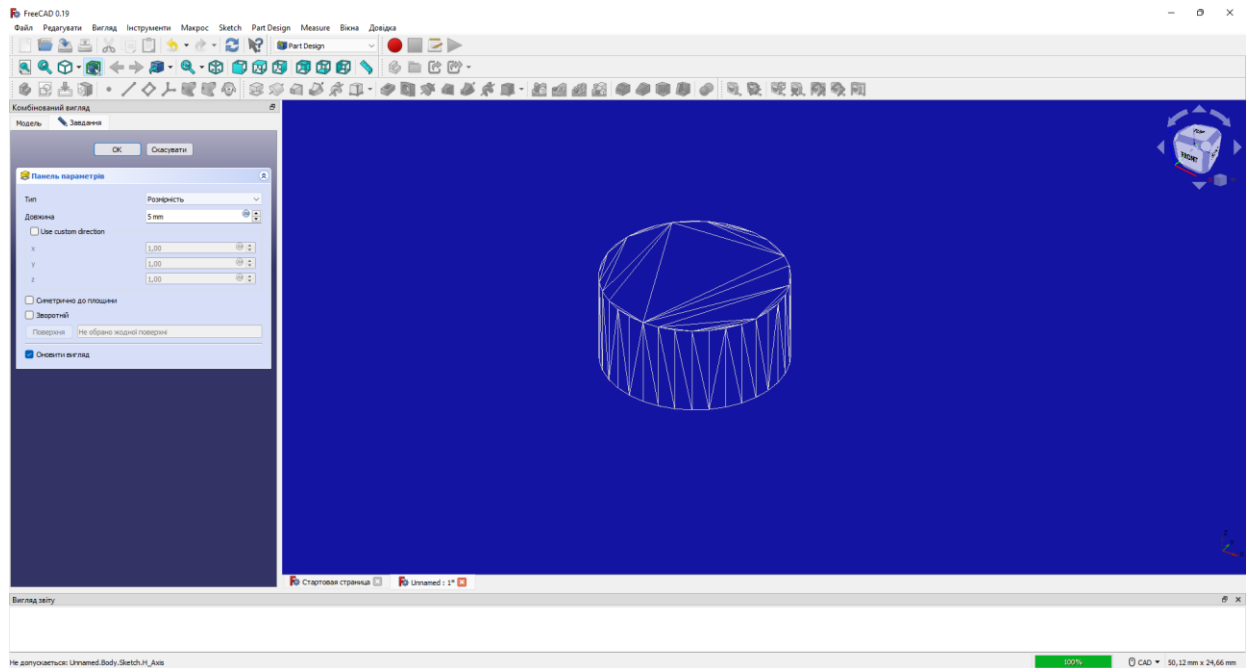 FreeCAD 0.19
Файл Редагувати Вигляд Інструменти Макрос Sketch Part Design Measure Вікна Довідка
Part Design
Комбінований вигляд
Модель Завдання
OK Скасувати
Панель параметрів
Тип Розмірність
Довжина 5 mm
Use custom direction
x 1,00
y 1,00
z 1,00
Симетрично до площини
Зворотній
Поверхня Не обрано жодної поверхні
Оновити вигляд
TOP
FRONT
Стартовая страница Unnamed : 1*
Вигляд звіту
Не допускається: Unnamed.Body.Sketch.H_Axis 100% CAD 50,12 mm x 24,66 mm